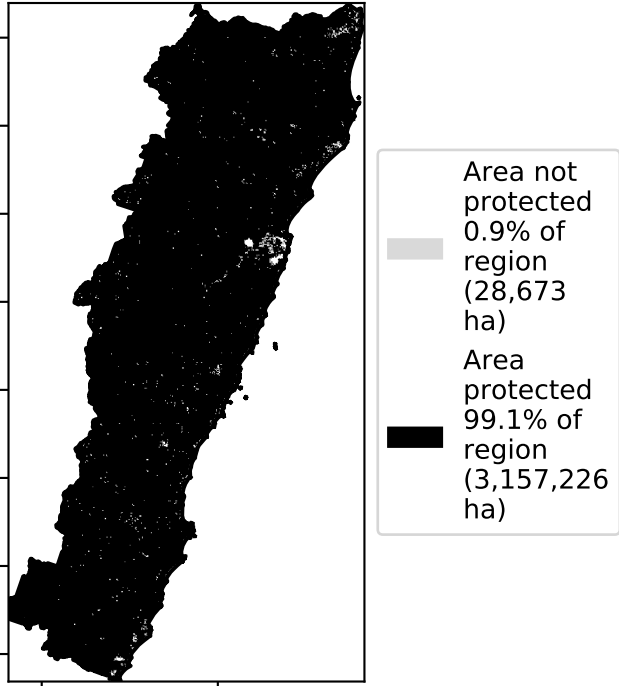 Area not
protected
0.9% of
region
(28,673
ha)
Area
protected
99.1% of
region
(3,157,226
ha)